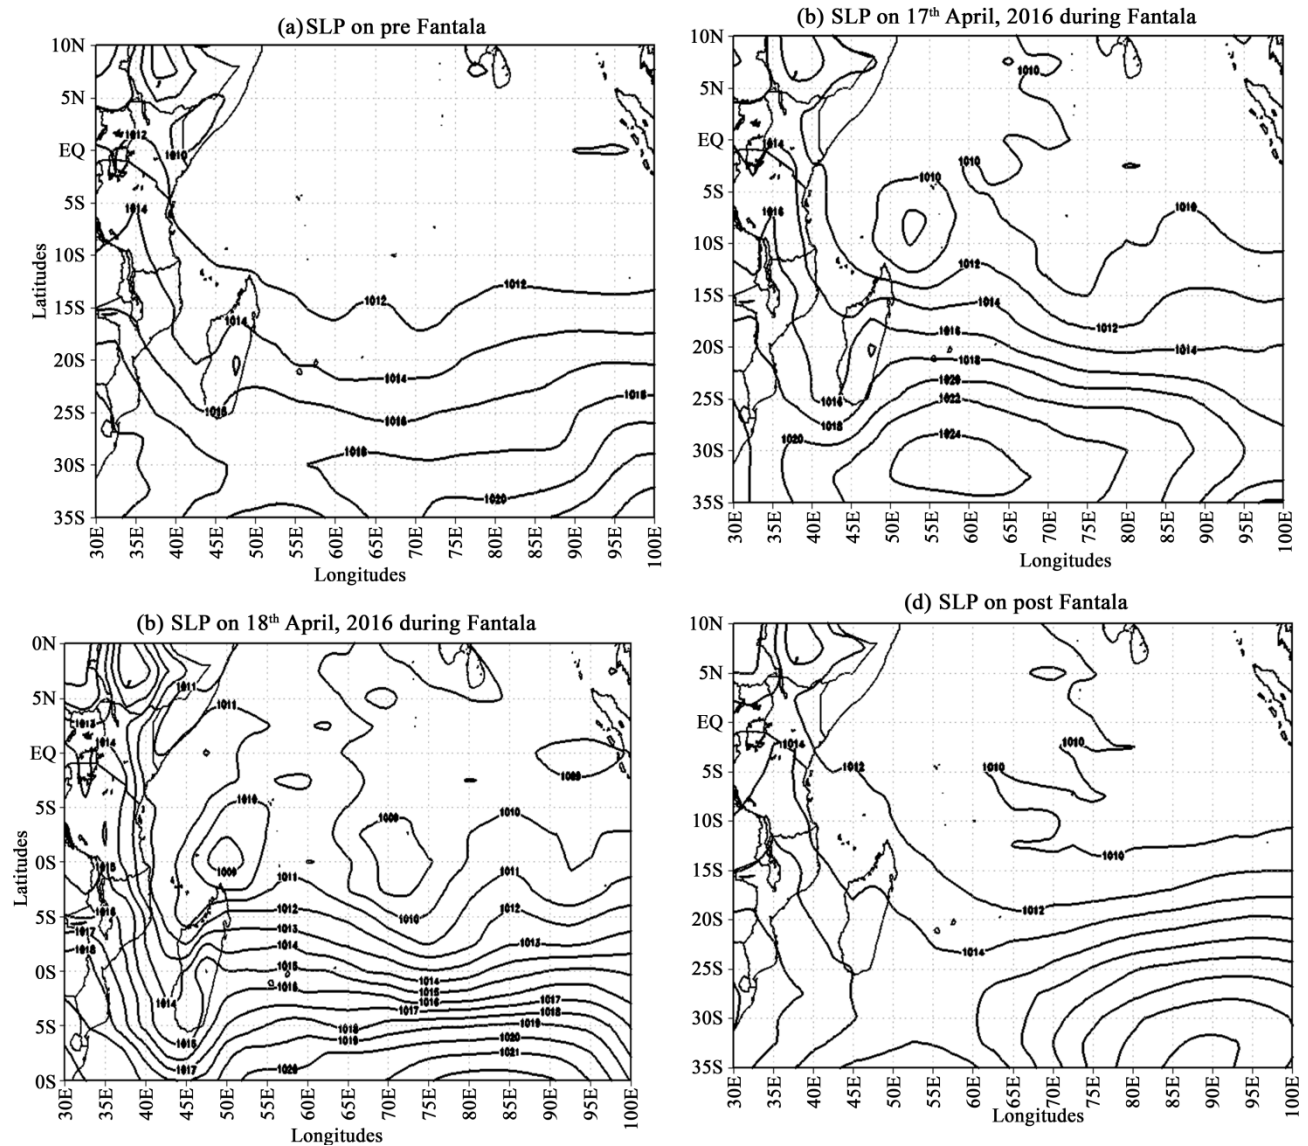 (a) SLP on pre Fantala
10N
5N
EQ
5S
10S
15S
20S
25S
30S
35S
Latitudes
1012
1010
1014
1012
1012
1014
1014
1016
1016
1018
1018
1020
30E
35E
40E
45E
50E
55E
60E
65E
70E
75E
80E
85E
90E
95E
100E
Longitudes
(b) SLP on 17th April, 2016 during Fantala
10N
5N
EQ
5S
10S
15S
20S
25S
30S
35S
1010
1014
1010
1010
1016
1010
1012
1014
1016
1014
1018
1020
1016
1022
1018
1020
1024
30E
35E
40E
45E
50E
55E
60E
65E
70E
75E
80E
85E
90E
95E
100E
Longitudes
(b) SLP on 18th April, 2016 during Fantala
0N
5N
EQ
5S
0S
5S
0S
5S
0S
Latitudes
1011
1011
1013
1014
1009
1010
1009
1010
1015
1009
1011
1011
1016
1012
1010
1012
1017
1013
1013
1018
1014
1015
1014
1015
1016
1014
1016
1017
1017
1018
1018
1019
1015
1019
1020
1017
1020
1021
30E
35E
40E
45E
50E
55E
60E
65E
70E
75E
80E
85E
90E
95E
100E
Longitudes
(d) SLP on post Fantala
10N
5N
EQ
5S
10S
15S
20S
25S
30S
35S
1014
1010
1012
1010
1010
1012
1014
30E
35E
40E
45E
50E
55E
60E
65E
70E
75E
80E
85E
90E
95E
100E
Longitudes